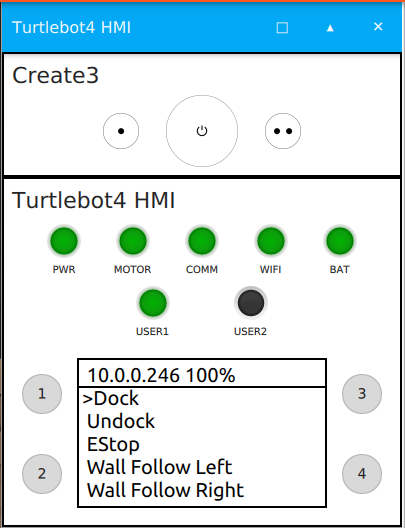 Turtlebot4 HMI
Create3
Turtlebot4 HMI
PWR MOTOR COMM WIFI BAT
USER1 USER2
10.0.0.246 100%
1 >Dock 3
Undock
EStop
2 Wall Follow Left 4
Wall Follow Right